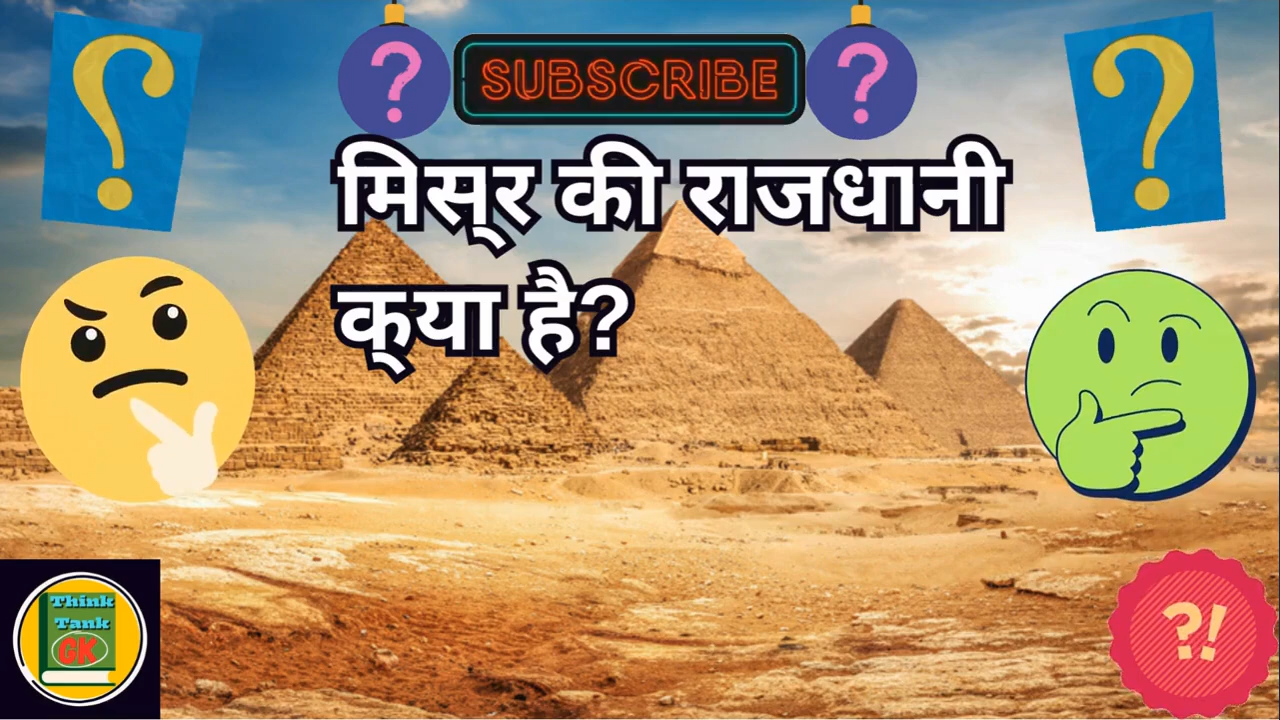 SUBSCRIBE
मिस्र की राजधानी
क्या है?
Think
Tank
GK
?!